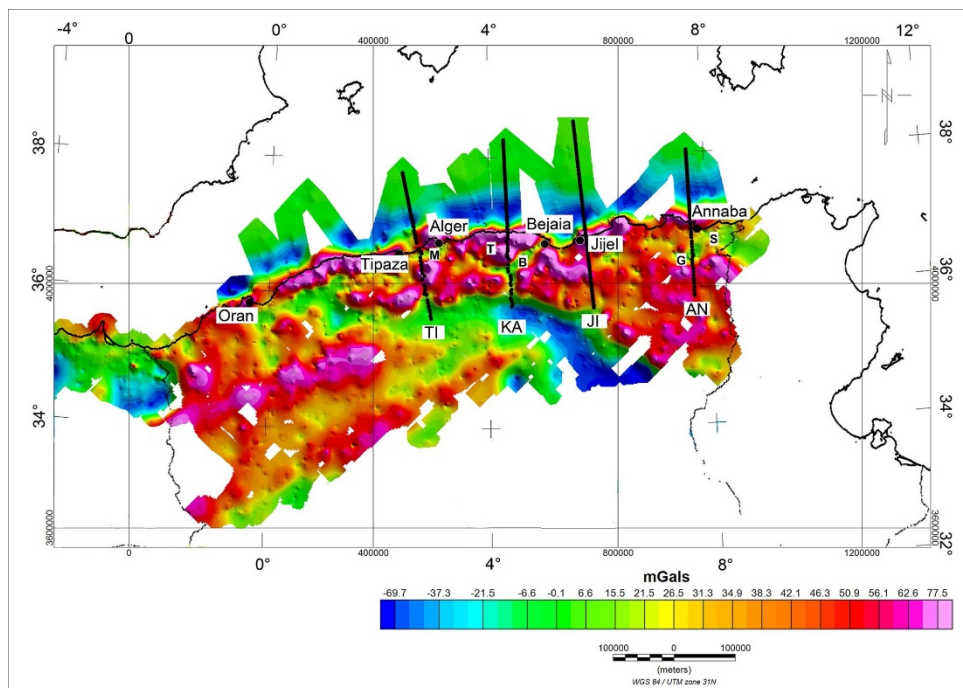 -4° 0° 4° 8° 12°
0 400000 800000 1200000
38° 38°
Alger Bejaia Annaba
M T B Jijel G S
Tipaza
36° 36°
4000000 4000000
Oran TI KA JI AN
34° 34°
3600000 3600000
32°
0 400000 800000 1200000
0° 4° 8°
mGals
-69.7 -37.3 -21.5 -6.6 -0.1 6.6 15.5 21.5 26.5 31.3 34.9 38.3 42.1 46.3 50.9 56.1 62.6 77.5
100000 0 100000
(meters)
WGS 84 / UTM zone 31N